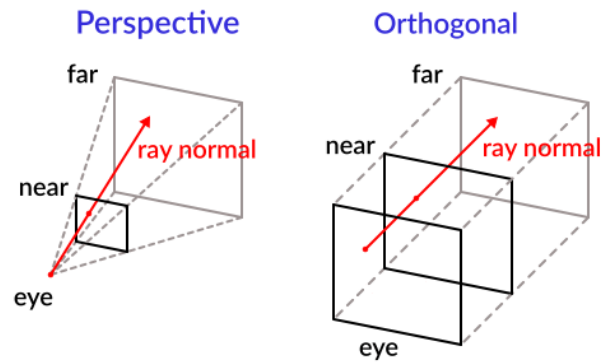 Perspective
far
ray normal
near
eye
Orthogonal
far
near
ray normal
eye